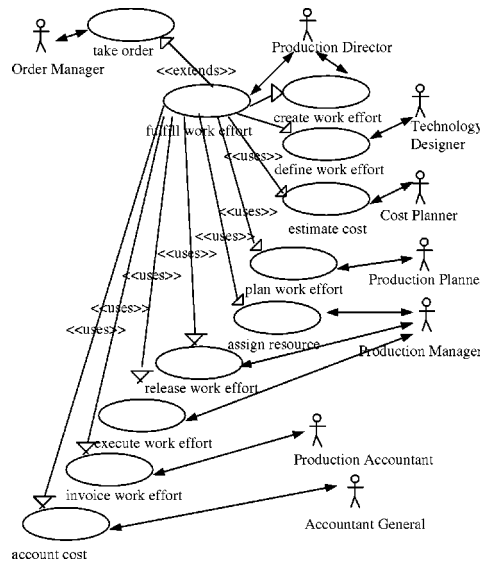 take order
Production Director
Order Manager
<<extends>>
create work effort
fulfill work effort
Technology
Designer
<<uses>>
define work effort
Cost Planner
<<uses>>
estimate cost
<<uses>>
Production Planne
<<uses>>
plan work effort
<<uses>>
<<uses>>
assign resource
Production Manager
<<uses>>
release work effort
execute work effort
Production Accountant
invoice work effort
Accountant General
account cost